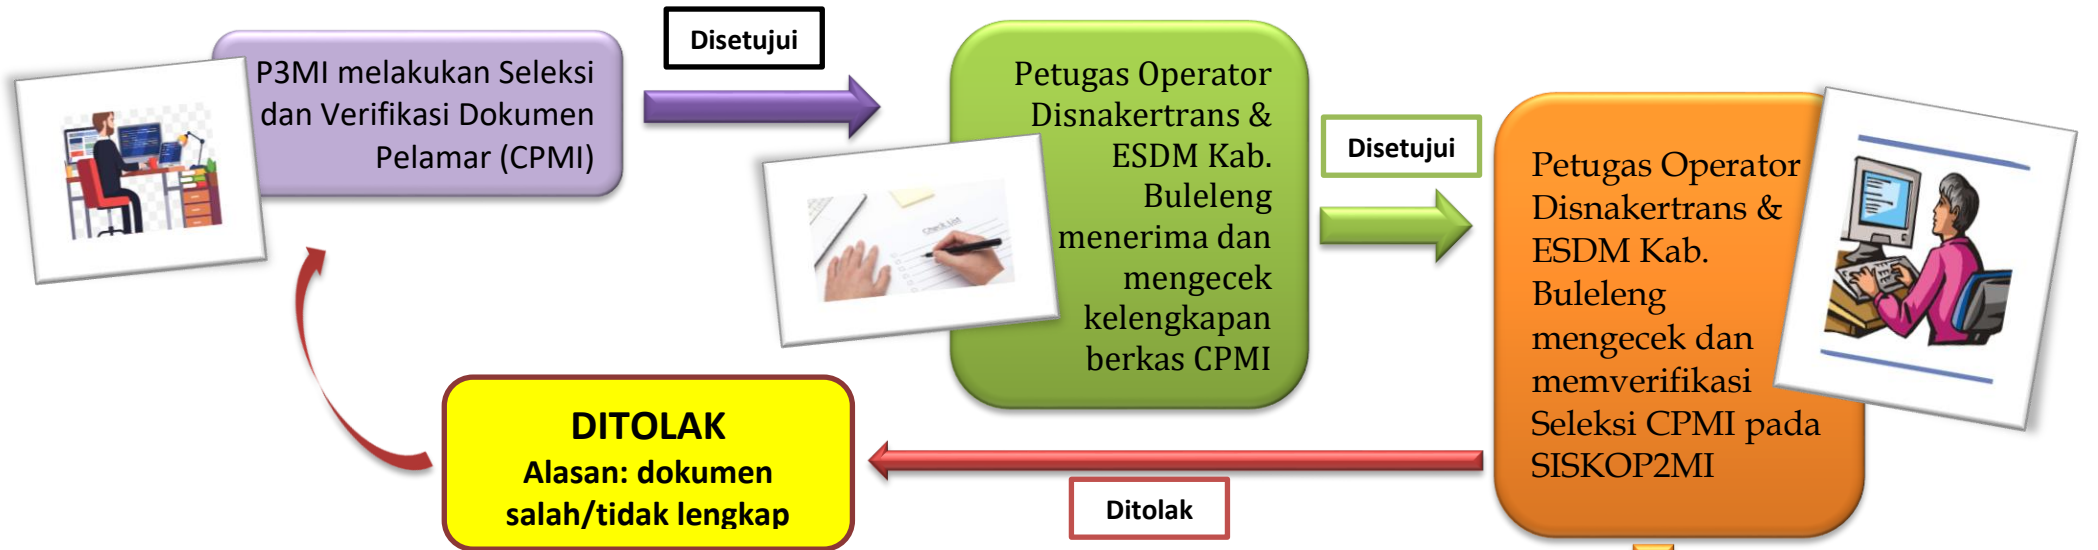 P3MI melakukan Seleksi
dan Verifikasi Dokumen
Pelamar (CPMI)
Disetujui
Petugas Operator
Disnakertrans &
ESDM Kab.
Buleleng
menerima dan
mengecek
kelengkapan
berkas CPMI
Check List
Disetujui
Petugas Operator
Disnakertrans &
ESDM Kab.
Buleleng
mengecek dan
memverifikasi
Seleksi CPMI pada
SISKOP2MI
Ditolak
DITOLAK
Alasan: dokumen
salah/tidak lengkap